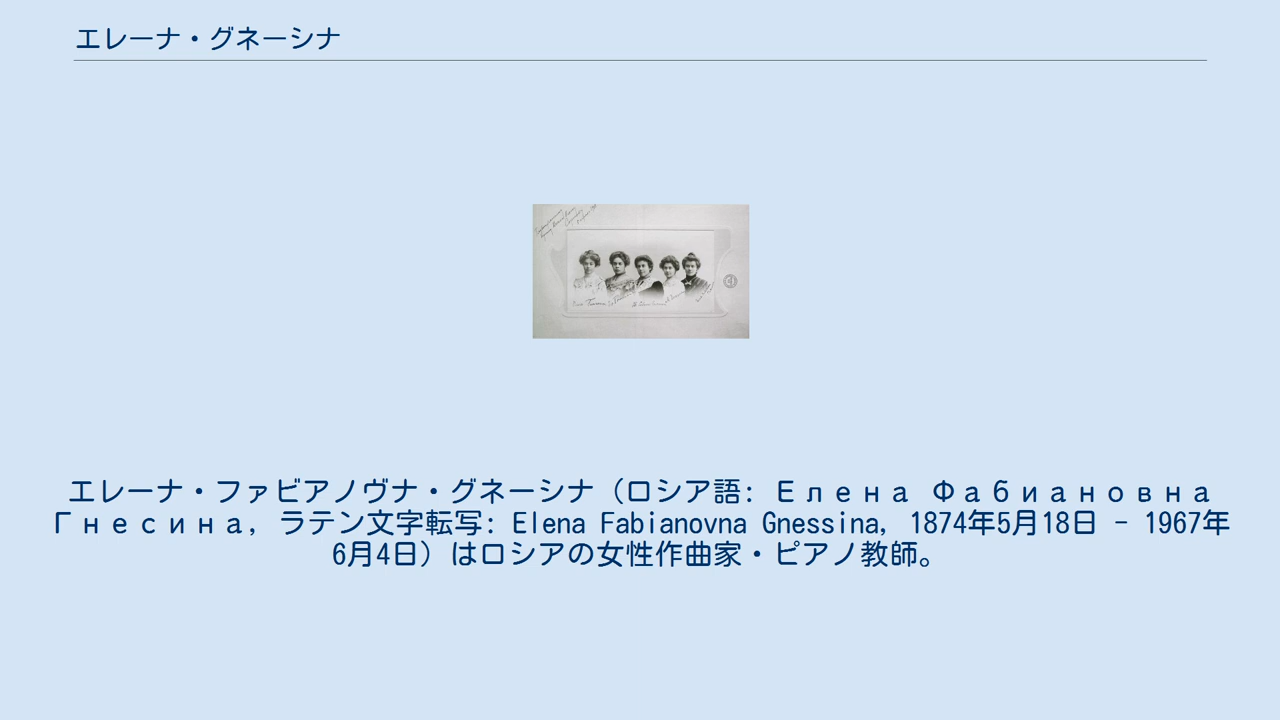 エレーナ・グネーシナ
エレーナ・ファビアノヴナ・グネーシナ（ロシア語: Елена Фабиановна
Гнесина, ラテン文字転写: Elena Fabianovna Gnessina, 1874年5月18日 - 1967年
6月4日）はロシアの女性作曲家・ピアノ教師。